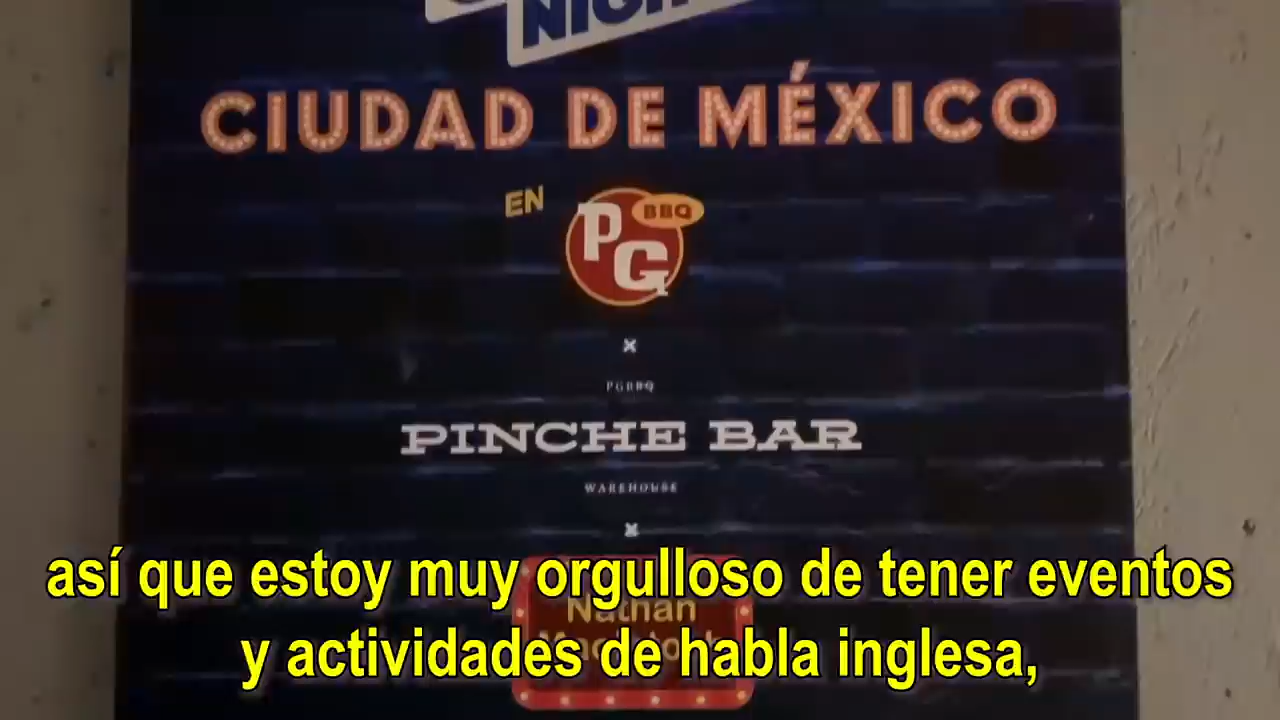 NIGH
CIUDAD DE MÉXICO
EN
PG BBQ
PGBBQ
PINCHE BAR
WAREHOUSE
Nathan
así que estoy muy orgulloso de tener eventos
y actividades de habla inglesa,